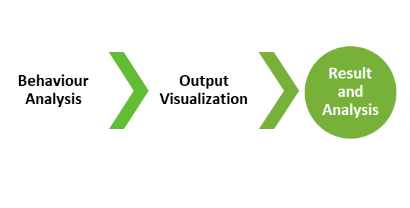 Behaviour
Analysis
Output
Visualization
Result
and
Analysis